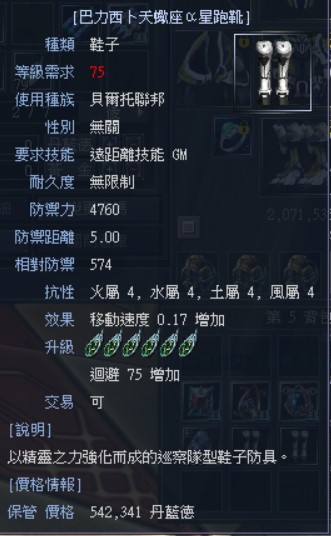 [巴力西卜天蠍座α星跑靴]
種類 鞋子
等級需求 75
使用種族 貝爾托聯邦
性別 無關
要求技能 遠距離技能 GM
耐久度 無限制
防禦力 4760
防禦距離 5.00
相對防禦 574
抗性 火屬 4, 水屬 4, 土屬 4, 風屬 4
效果 移動速度 0.17 增加
升級
迴避 75 增加
交易 可
[說明]
以精靈之力強化而成的巡察隊型鞋子防具。
[價格情報]
保管 價格 542,341 丹藍德
2,071,53
第 5 背